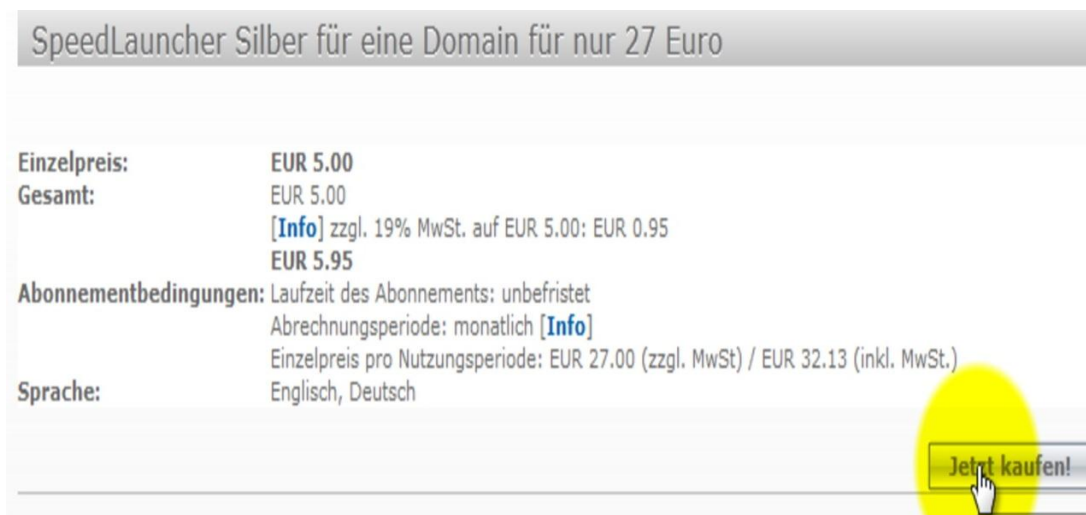 SpeedLauncher Silber für eine Domain für nur 27 Euro
Einzelpreis: EUR 5.00
Gesamt: EUR 5.00
[Info] zzgl. 19% MwSt. auf EUR 5.00: EUR 0.95
EUR 5.95
Abonnementbedingungen: Laufzeit des Abonnements: unbefristet
Abrechnungsperiode: monatlich [Info]
Einzelpreis pro Nutzungsperiode: EUR 27.00 (zzgl. MwSt) / EUR 32.13 (inkl. MwSt.)
Sprache: Englisch, Deutsch
Jetzt kaufen!